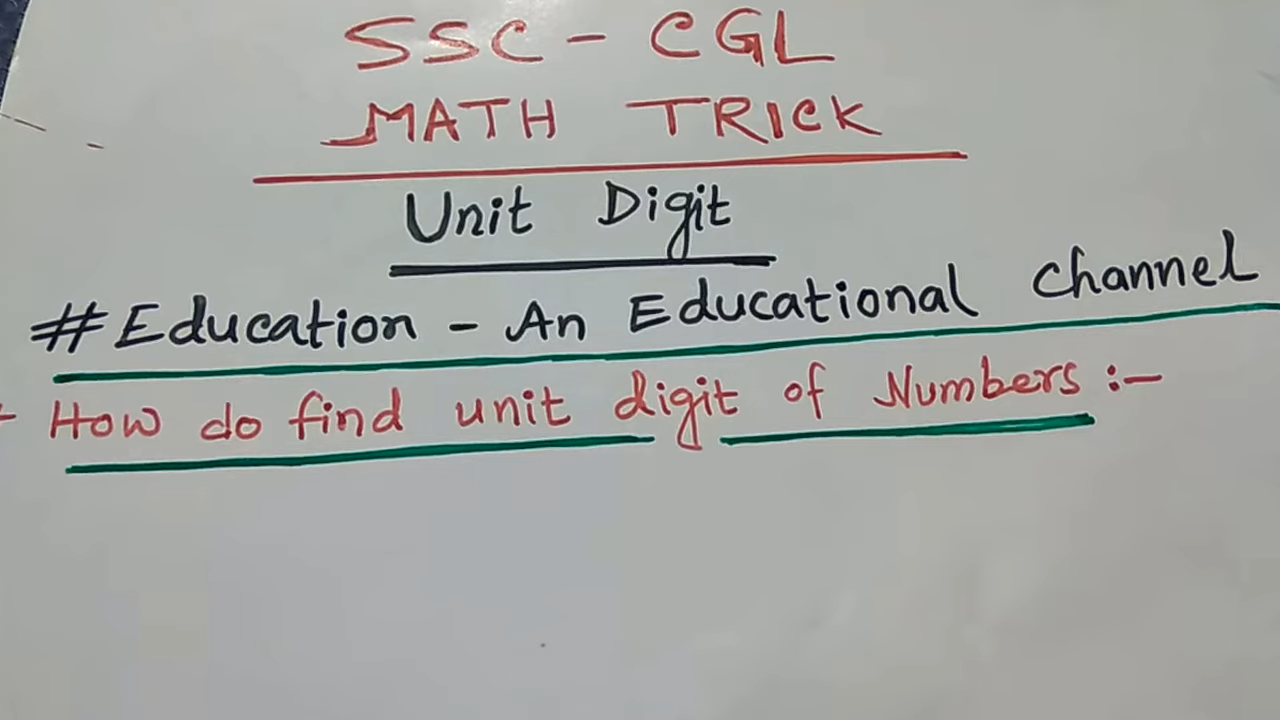 SSC - CGL
MATH TRICK
Unit Digit
#Education - An Educational Channel
- How do find unit digit of Numbers :-